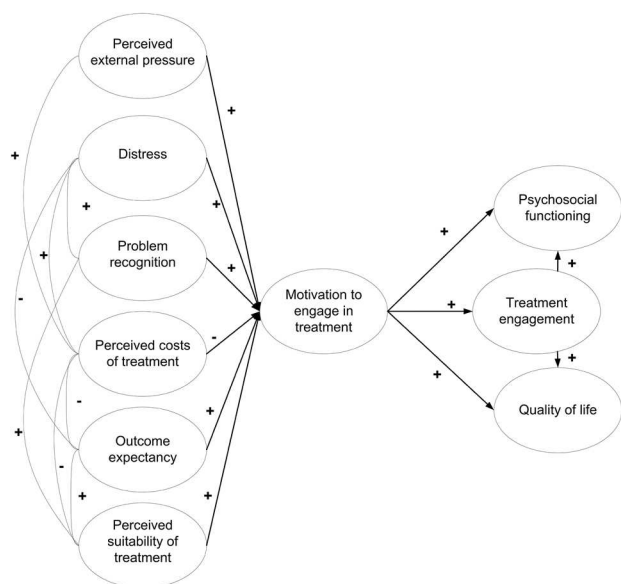 Perceived
external pressure
+
+
Distress
+
+
Psychosocial
functioning
+
Problem
recognition
+
+
+
-
Motivation to
engage in
treatment
+
Treatment
engagement
Perceived costs
of treatment
-
-
+
+
Quality of life
+
Outcome
expectancy
+
-
+
+
Perceived
suitability of
treatment